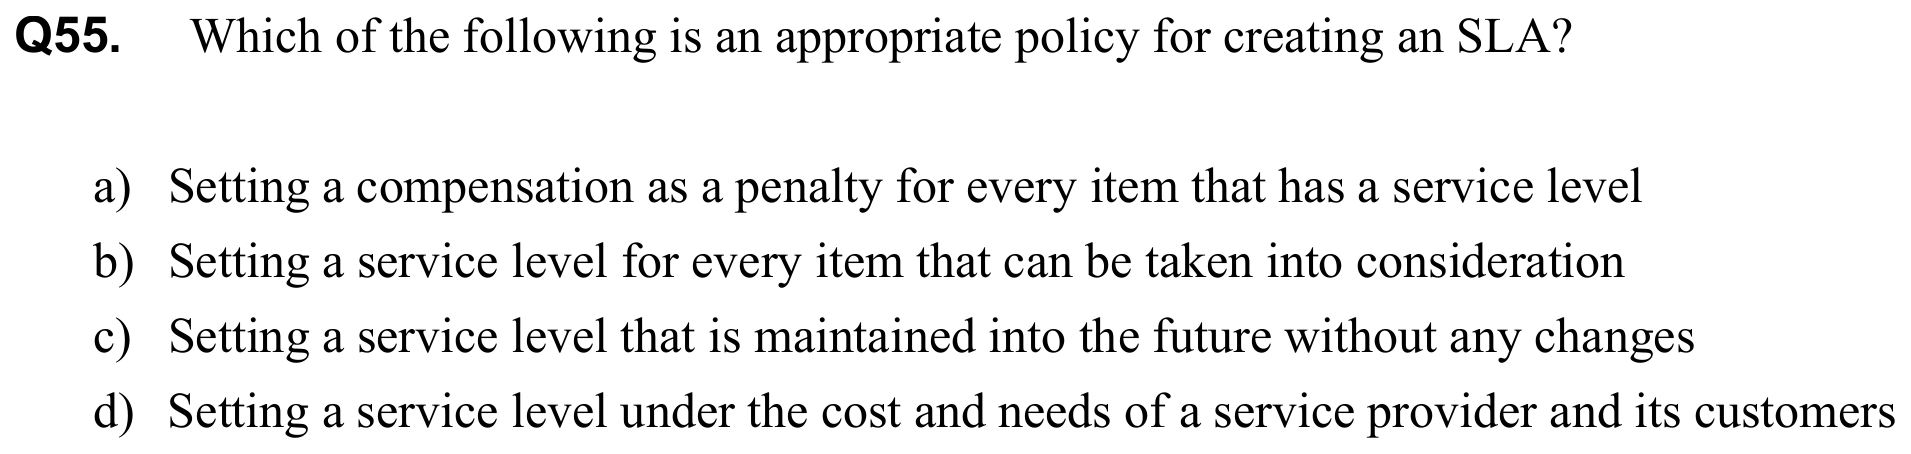 Q55. Which of the following is an appropriate policy for creating an SLA?
a) Setting a compensation as a penalty for every item that has a service level
b) Setting a service level for every item that can be taken into consideration
c) Setting a service level that is maintained into the future without any changes
d) Setting a service level under the cost and needs of a service provider and its customers